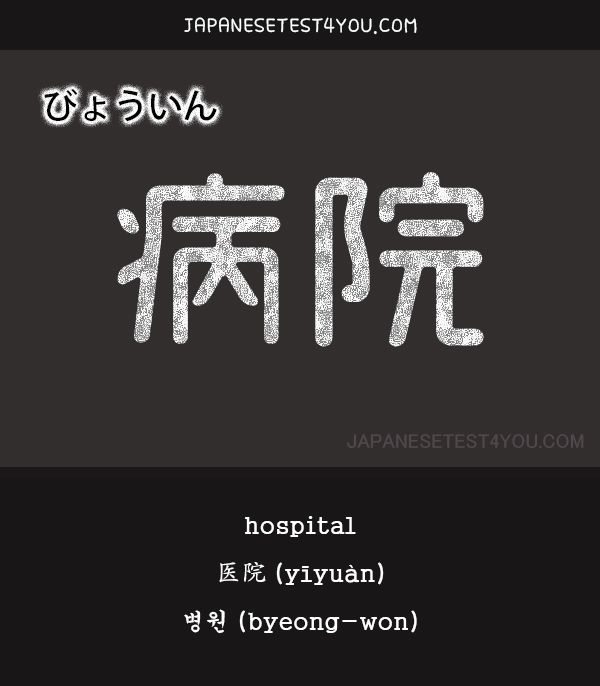 JAPANESETEST4YOU.COM
びょういん
病院
JAPANESETEST4YOU.COM
hospital
医院 (yīyuàn)
병원 (byeong-won)